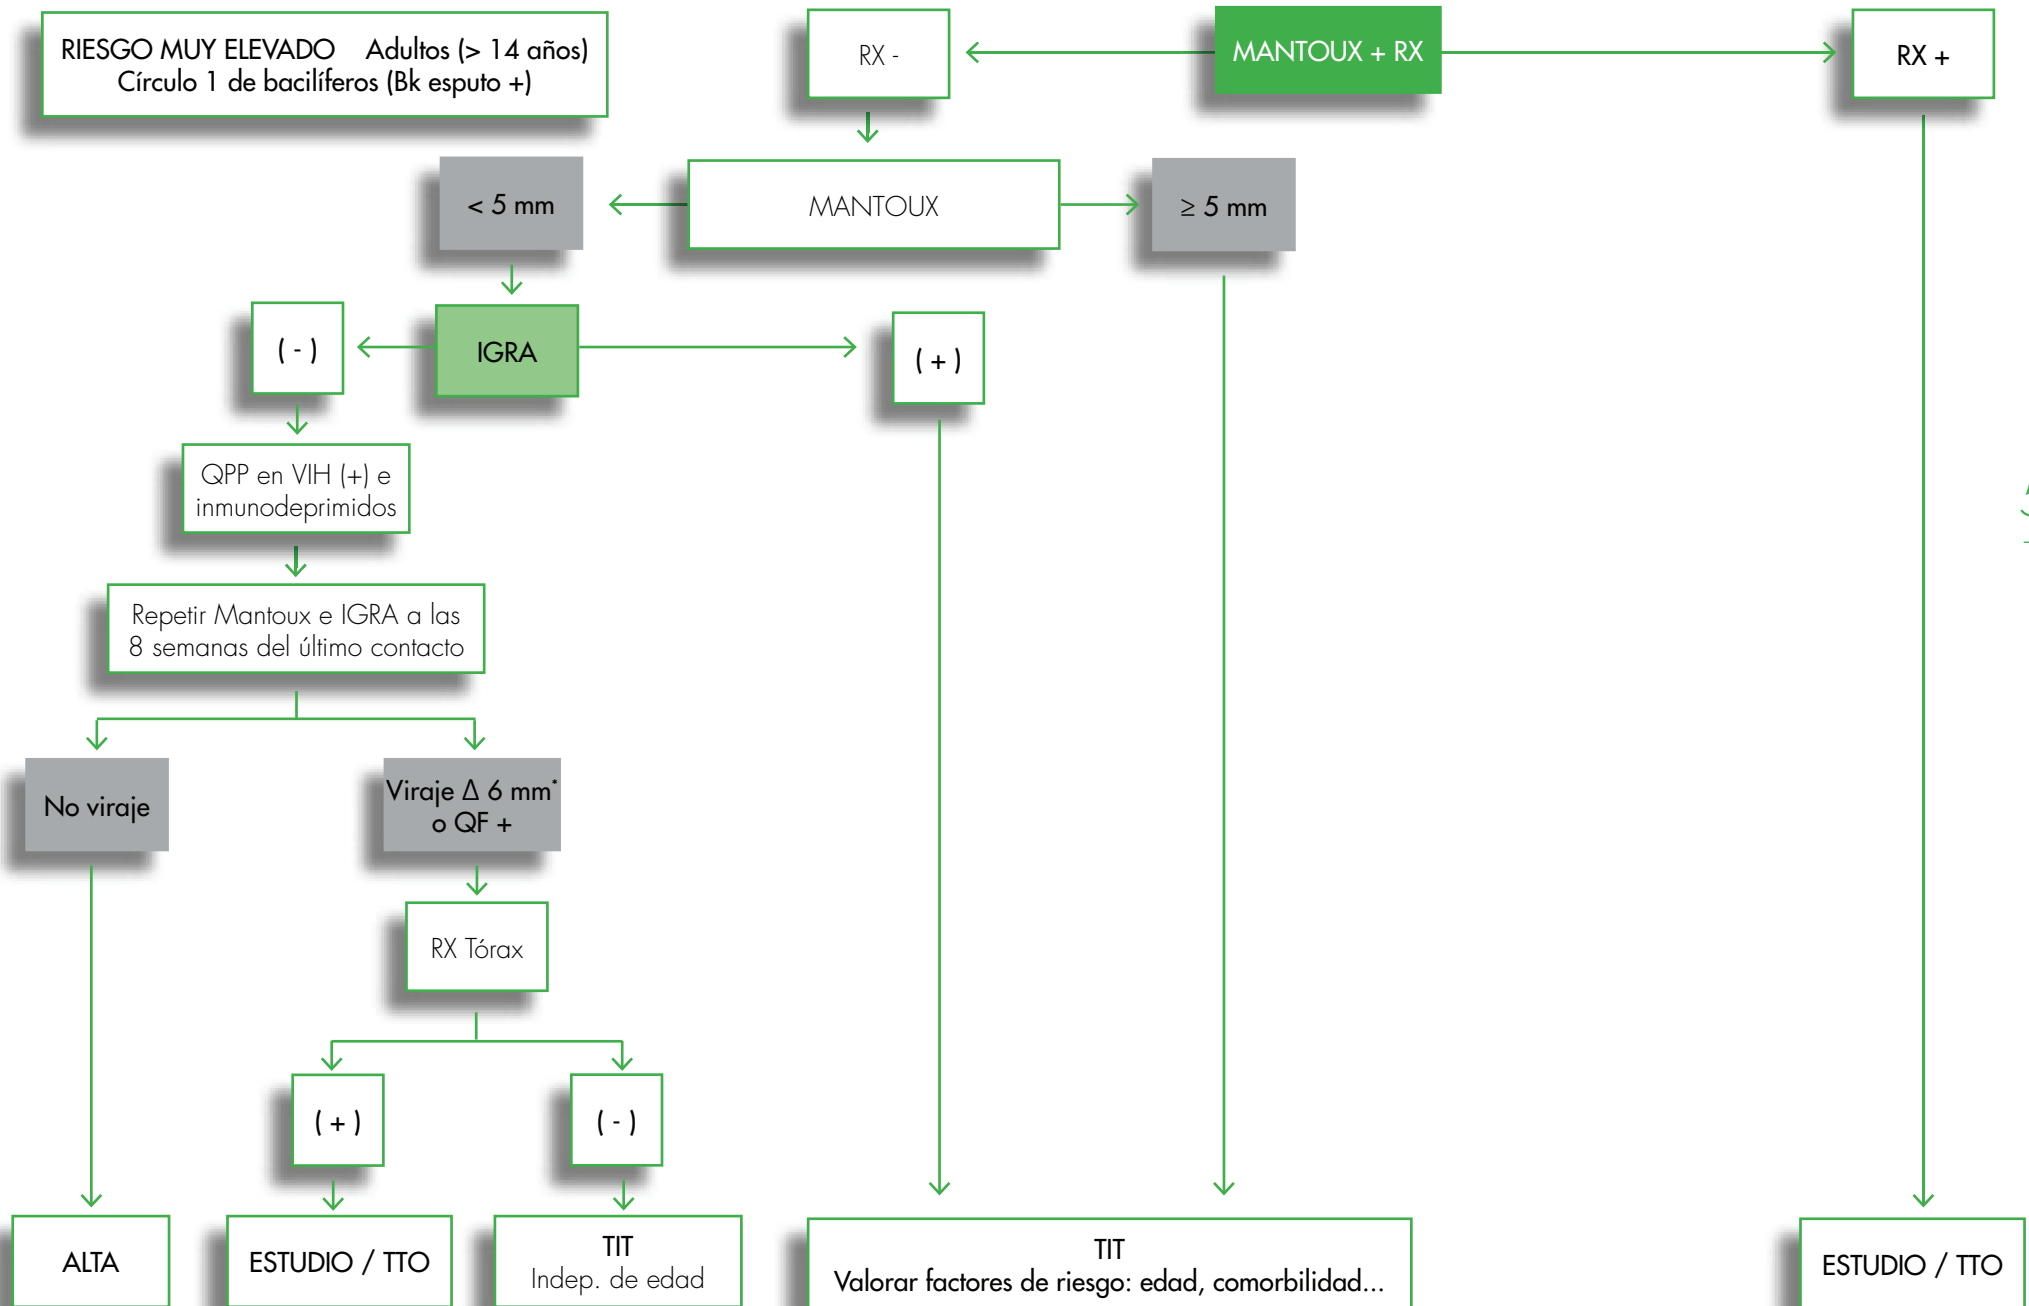 RIESGO MUY ELEVADO Adultos (> 14 años)
Círculo 1 de bacilíferos (Bk esputo +)
RX -
MANTOUX + RX
RX +
< 5 mm
MANTOUX
≥ 5 mm
( - )
IGRA
( + )
QPP en VIH (+) e
inmunodeprimidos
Repetir Mantoux e IGRA a las
8 semanas del último contacto
No viraje
Viraje Δ 6 mm*
o QF +
RX Tórax
( + )
( - )
ALTA
ESTUDIO / TTO
TIT
Indep. de edad
TIT
Valorar factores de riesgo: edad, comorbilidad...
ESTUDIO / TTO